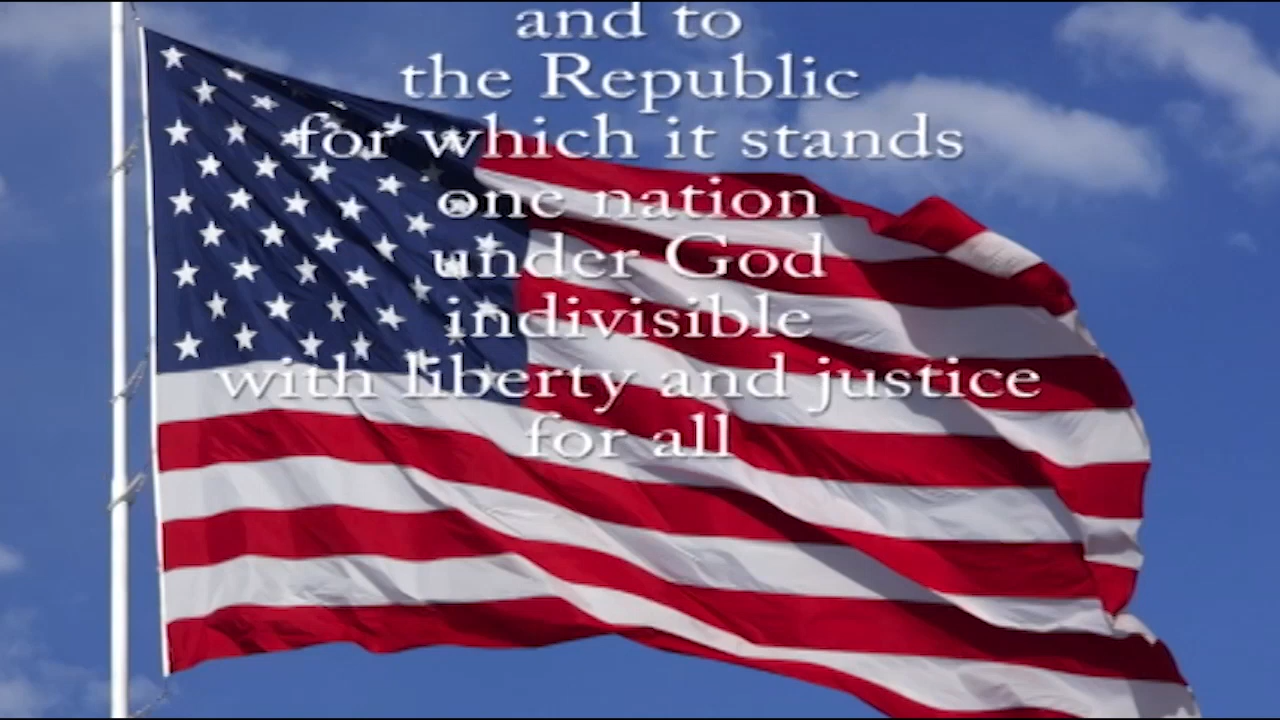 and to
the Republic
for which it stands
one nation
under God
indivisible
with liberty and justice
for all